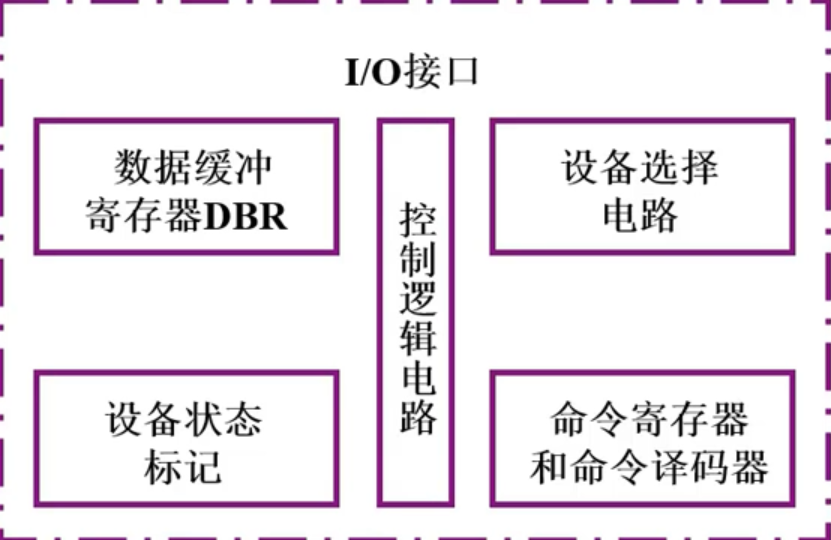 I/O接口
数据缓冲
寄存器DBR
控制逻辑电路
设备选择
电路
设备状态
标记
命令寄存器
和命令译码器